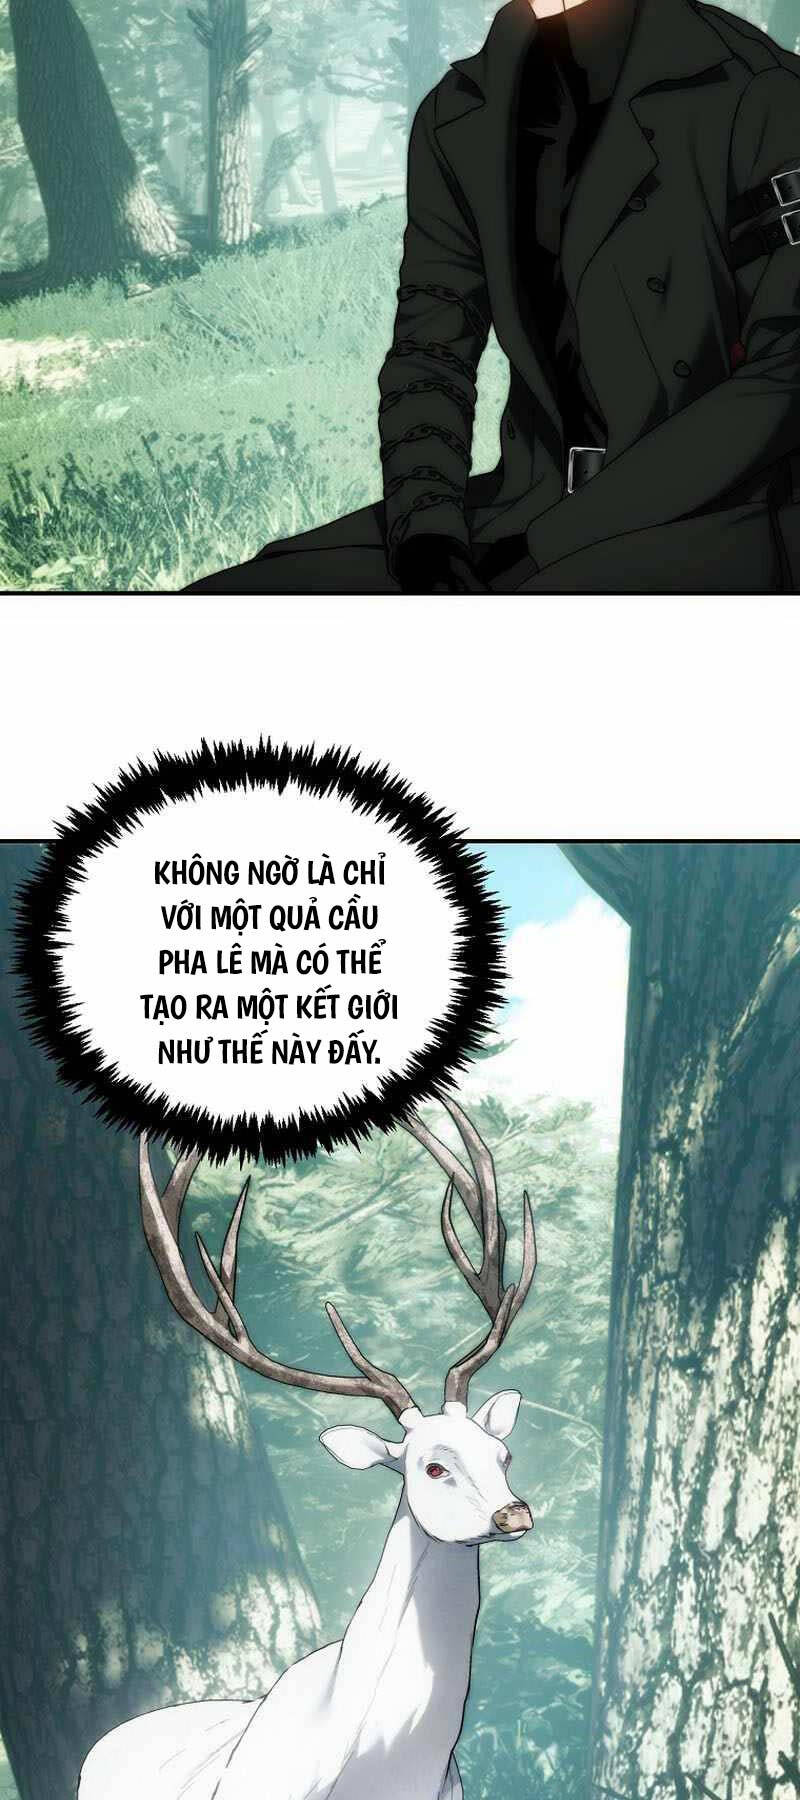 KHÔNG NGỜ LÀ CHỈ
VỚI MỘT QUẢ CẦU
PHA LÊ MÀ CÓ THỂ
TẠO RA MỘT KẾT GIỚI
NHƯ THẾ NÀY ĐẤY.